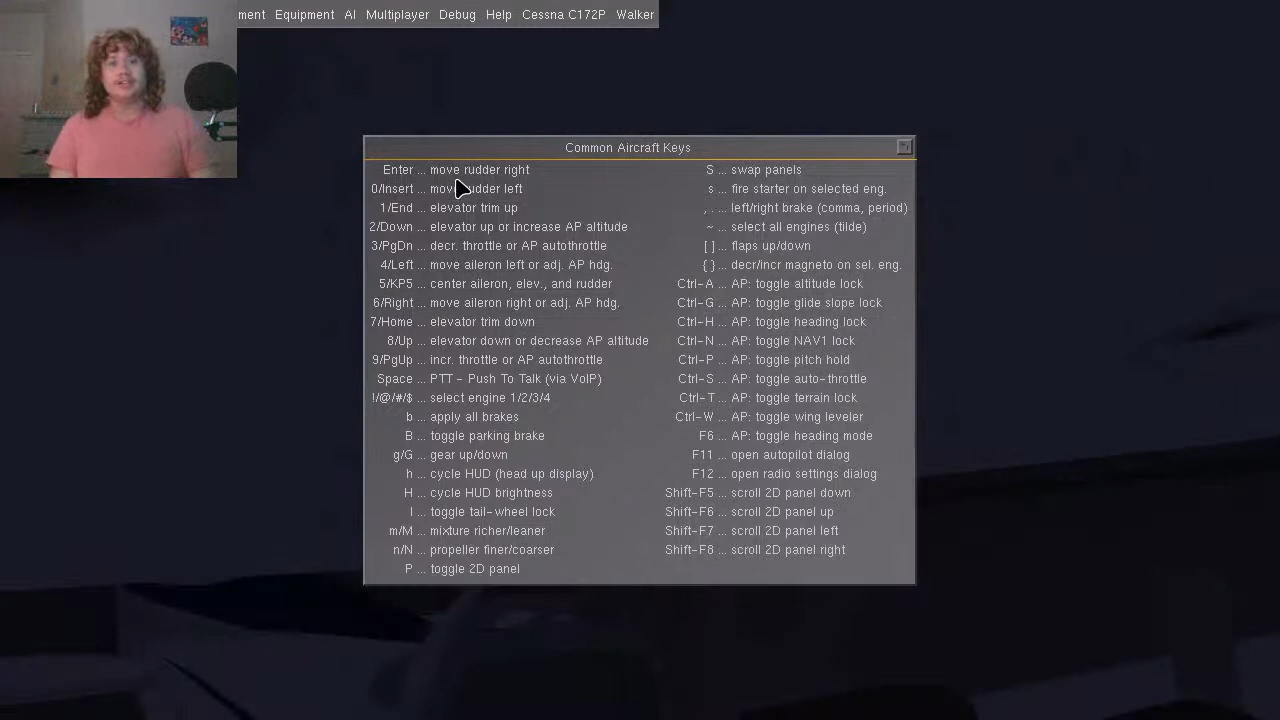 ment Equipment AI Multiplayer Debug Help Cessna C172P Walker
Common Aircraft Keys
Enter ... move rudder right
0/Insert ... move rudder left
1/End ... elevator trim up
2/Down ... elevator up or increase AP altitude
3/PgDn ... decr. throttle or AP autothrottle
4/Left ... move aileron left or adj. AP hdg.
5/KP5 ... center aileron, elev., and rudder
6/Right ... move aileron right or adj. AP hdg.
7/Home ... elevator trim down
8/Up ... elevator down or decrease AP altitude
9/PgUp ... incr. throttle or AP autothrottle
Space ... PTT - Push To Talk (via VoIP)
!/@/#/$ ... select engine 1/2/3/4
b ... apply all brakes
B ... toggle parking brake
g/G ... gear up/down
h ... cycle HUD (head up display)
H ... cycle HUD brightness
l ... toggle tail-wheel lock
m/M ... mixture richer/leaner
n/N ... propeller finer/coarser
P ... toggle 2D panel
S ... swap panels
s ... fire starter on selected eng.
, . ... left/right brake (comma, period)
~ ... select all engines (tilde)
[ ] ... flaps up/down
{ } ... decr/incr magneto on sel. eng.
Ctrl-A ... AP: toggle altitude lock
Ctrl-G ... AP: toggle glide slope lock
Ctrl-H ... AP: toggle heading lock
Ctrl-N ... AP: toggle NAV1 lock
Ctrl-P ... AP: toggle pitch hold
Ctrl-S ... AP: toggle auto-throttle
Ctrl-T ... AP: toggle terrain lock
Ctrl-W ... AP: toggle wing leveler
F6 ... AP: toggle heading mode
F11 ... open autopilot dialog
F12 ... open radio settings dialog
Shift-F5 ... scroll 2D panel down
Shift-F6 ... scroll 2D panel up
Shift-F7 ... scroll 2D panel left
Shift-F8 ... scroll 2D panel right